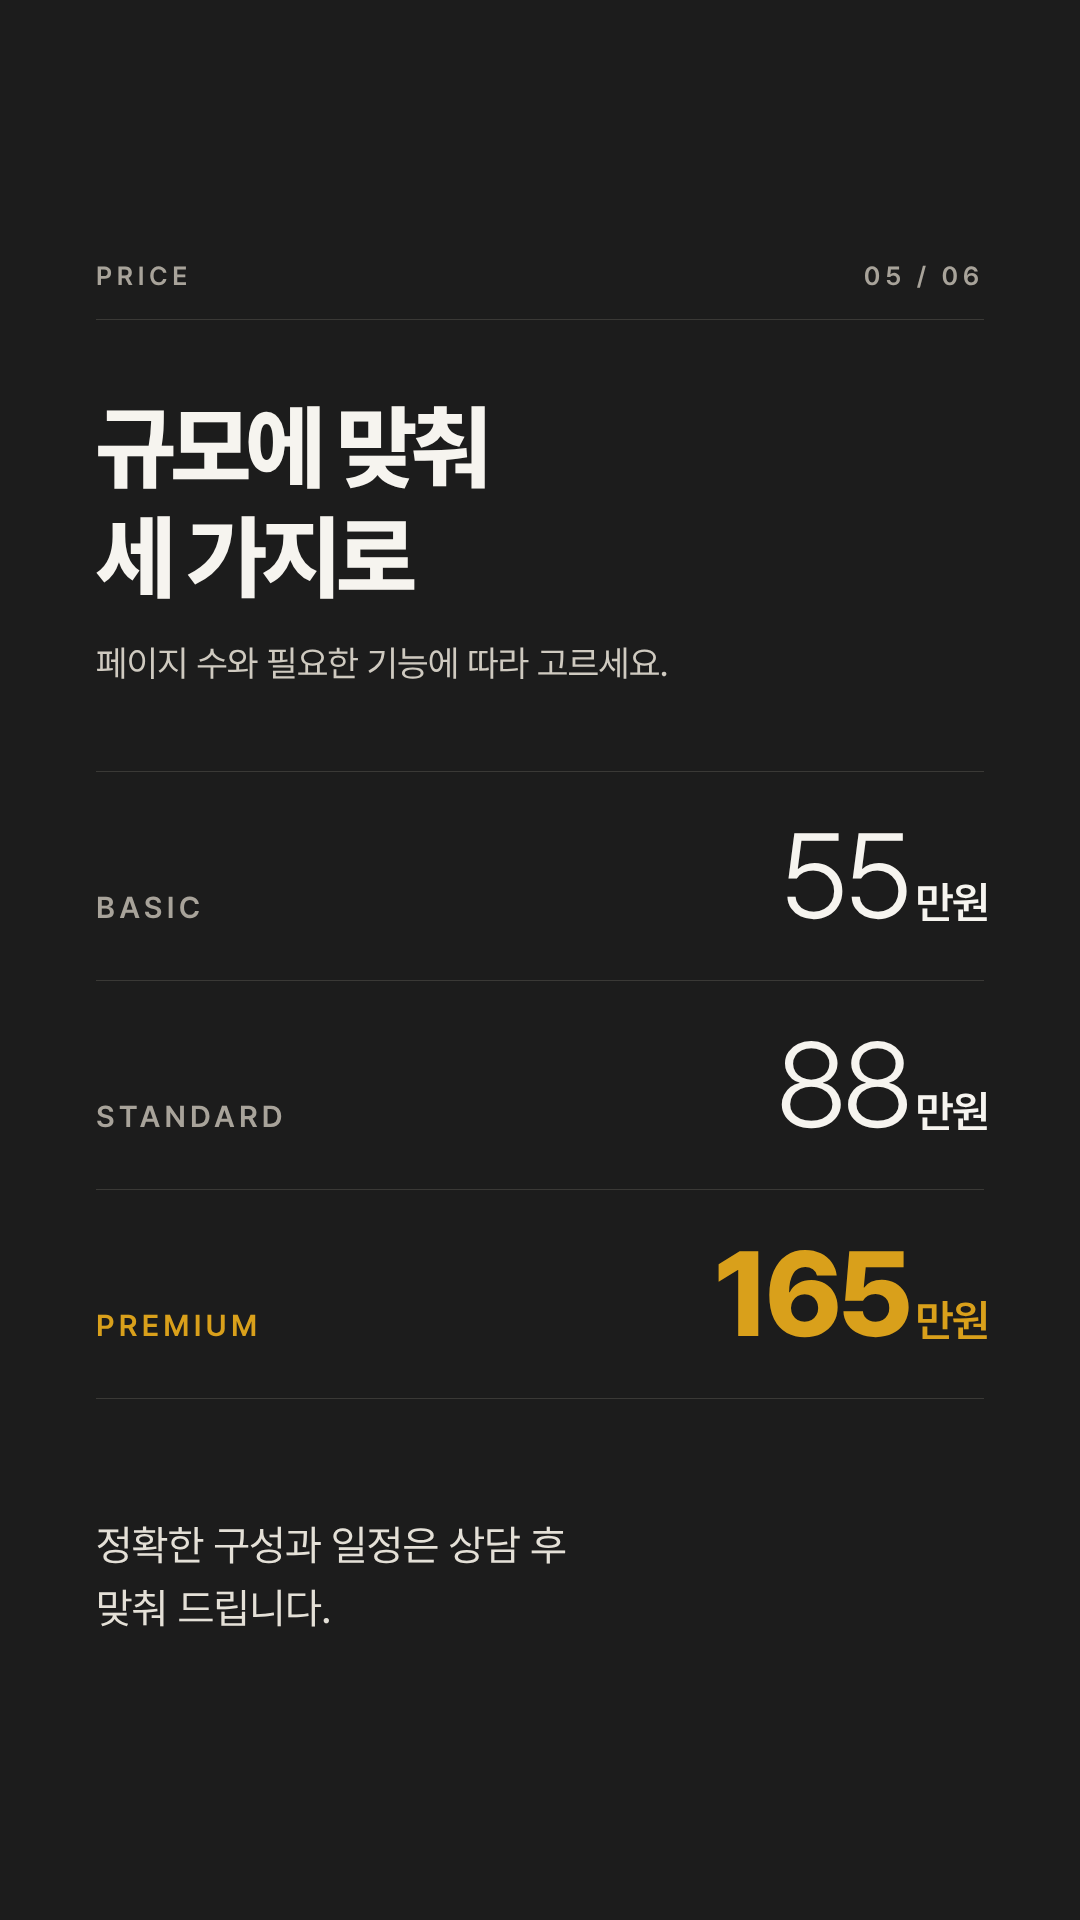 PRICE 05 / 06
규모에 맞춰
세 가지로
페이지 수와 필요한 기능에 따라 고르세요.
BASIC 55만원
STANDARD 88만원
PREMIUM 165만원
정확한 구성과 일정은 상담 후
맞춰 드립니다.